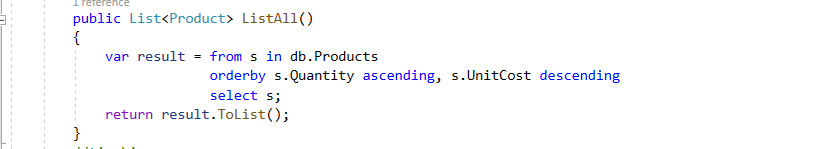 1 reference
public List<Product> ListAll()
{
var result = from s in db.Products
orderby s.Quantity ascending, s.UnitCost descending
select s;
return result.ToList();
}